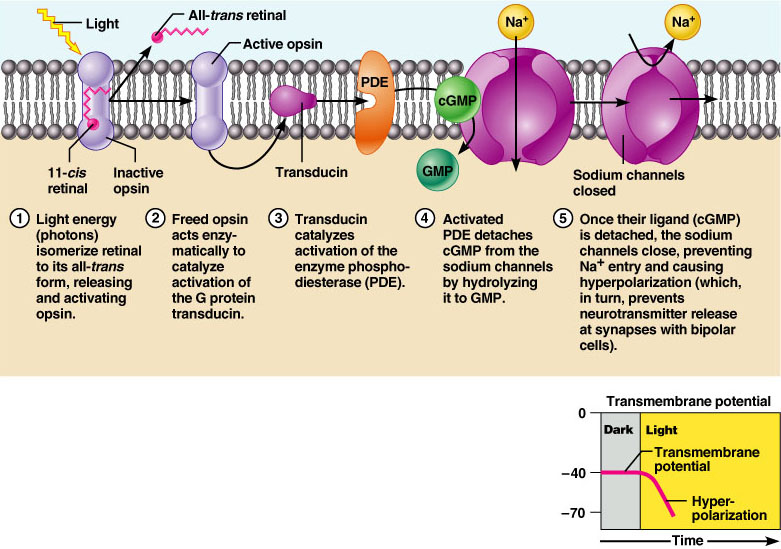 Light
All-trans retinal
Active opsin
Na+
Na+
PDE
cGMP
GMP
11-cis
retinal
Inactive
opsin
Transducin
Sodium channels
closed
1 Light energy
(photons)
isomerize retinal
to its all-trans
form, releasing
and activating
opsin.
2 Freed opsin
acts enzy-
matically to
catalyze
activation of
the G protein
transducin.
3 Transducin
catalyzes
activation of the
enzyme phospho-
diesterase (PDE).
4 Activated
PDE detaches
cGMP from the
sodium channels
by hydrolyzing
it to GMP.
5 Once their ligand (cGMP)
is detached, the sodium
channels close, preventing
Na+ entry and causing
hyperpolarization (which,
in turn, prevents
neurotransmitter release
at synapses with bipolar
cells).
Transmembrane potential
0
Dark
Light
Transmembrane
potential
−40
Hyper-
polarization
−70
Time